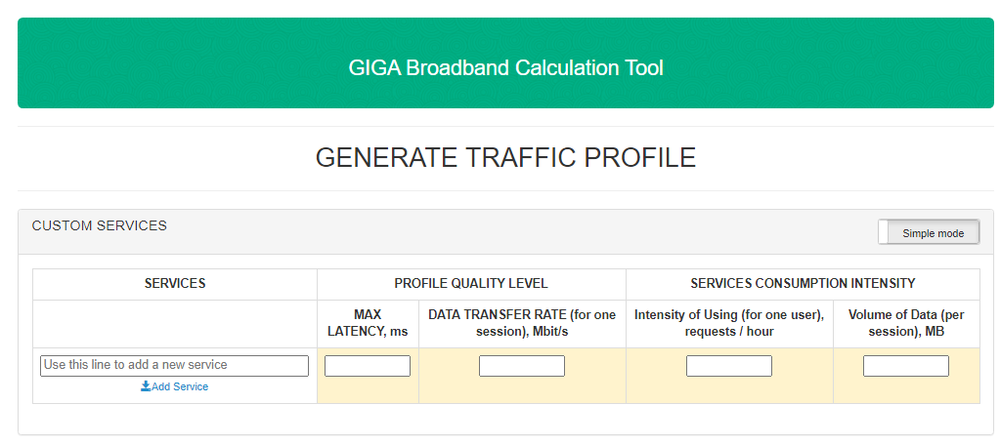 GIGA Broadband Calculation Tool
GENERATE TRAFFIC PROFILE
CUSTOM SERVICES
Simple mode
SERVICES
PROFILE QUALITY LEVEL
SERVICES CONSUMPTION INTENSITY
MAX
LATENCY, ms
DATA TRANSFER RATE (for one
session), Mbit/s
Intensity of Using (for one user),
requests / hour
Volume of Data (per
session), MB
Use this line to add a new service
Add Service